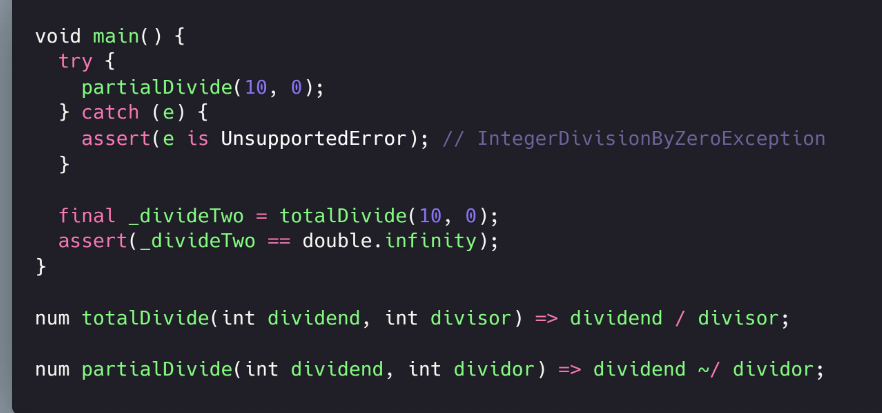 void main() {
  try {
    partialDivide(10, 0);
  } catch (e) {
    assert(e is UnsupportedError); // IntegerDivisionByZeroException
  }

  final _divideTwo = totalDivide(10, 0);
  assert(_divideTwo == double.infinity);
}

num totalDivide(int dividend, int divisor) => dividend / divisor;

num partialDivide(int dividend, int dividor) => dividend ~/ dividor;